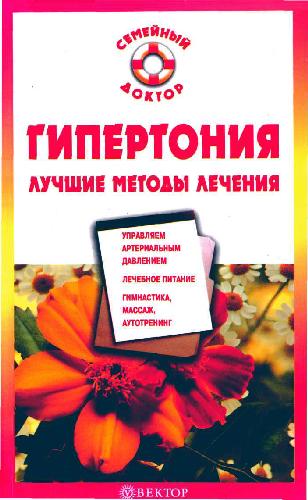 СЕМЕЙНЫЙ
ДОКТОР
ГИПЕРТОНИЯ
ЛУЧШИЕ МЕТОДЫ ЛЕЧЕНИЯ
УПРАВЛЯЕМ
АРТЕРИАЛЬНЫМ
ДАВЛЕНИЕМ
ЛЕЧЕБНОЕ ПИТАНИЕ
ГИМНАСТИКА,
МАССАЖ,
АУТОТРЕНИНГ
ВЕКТОР